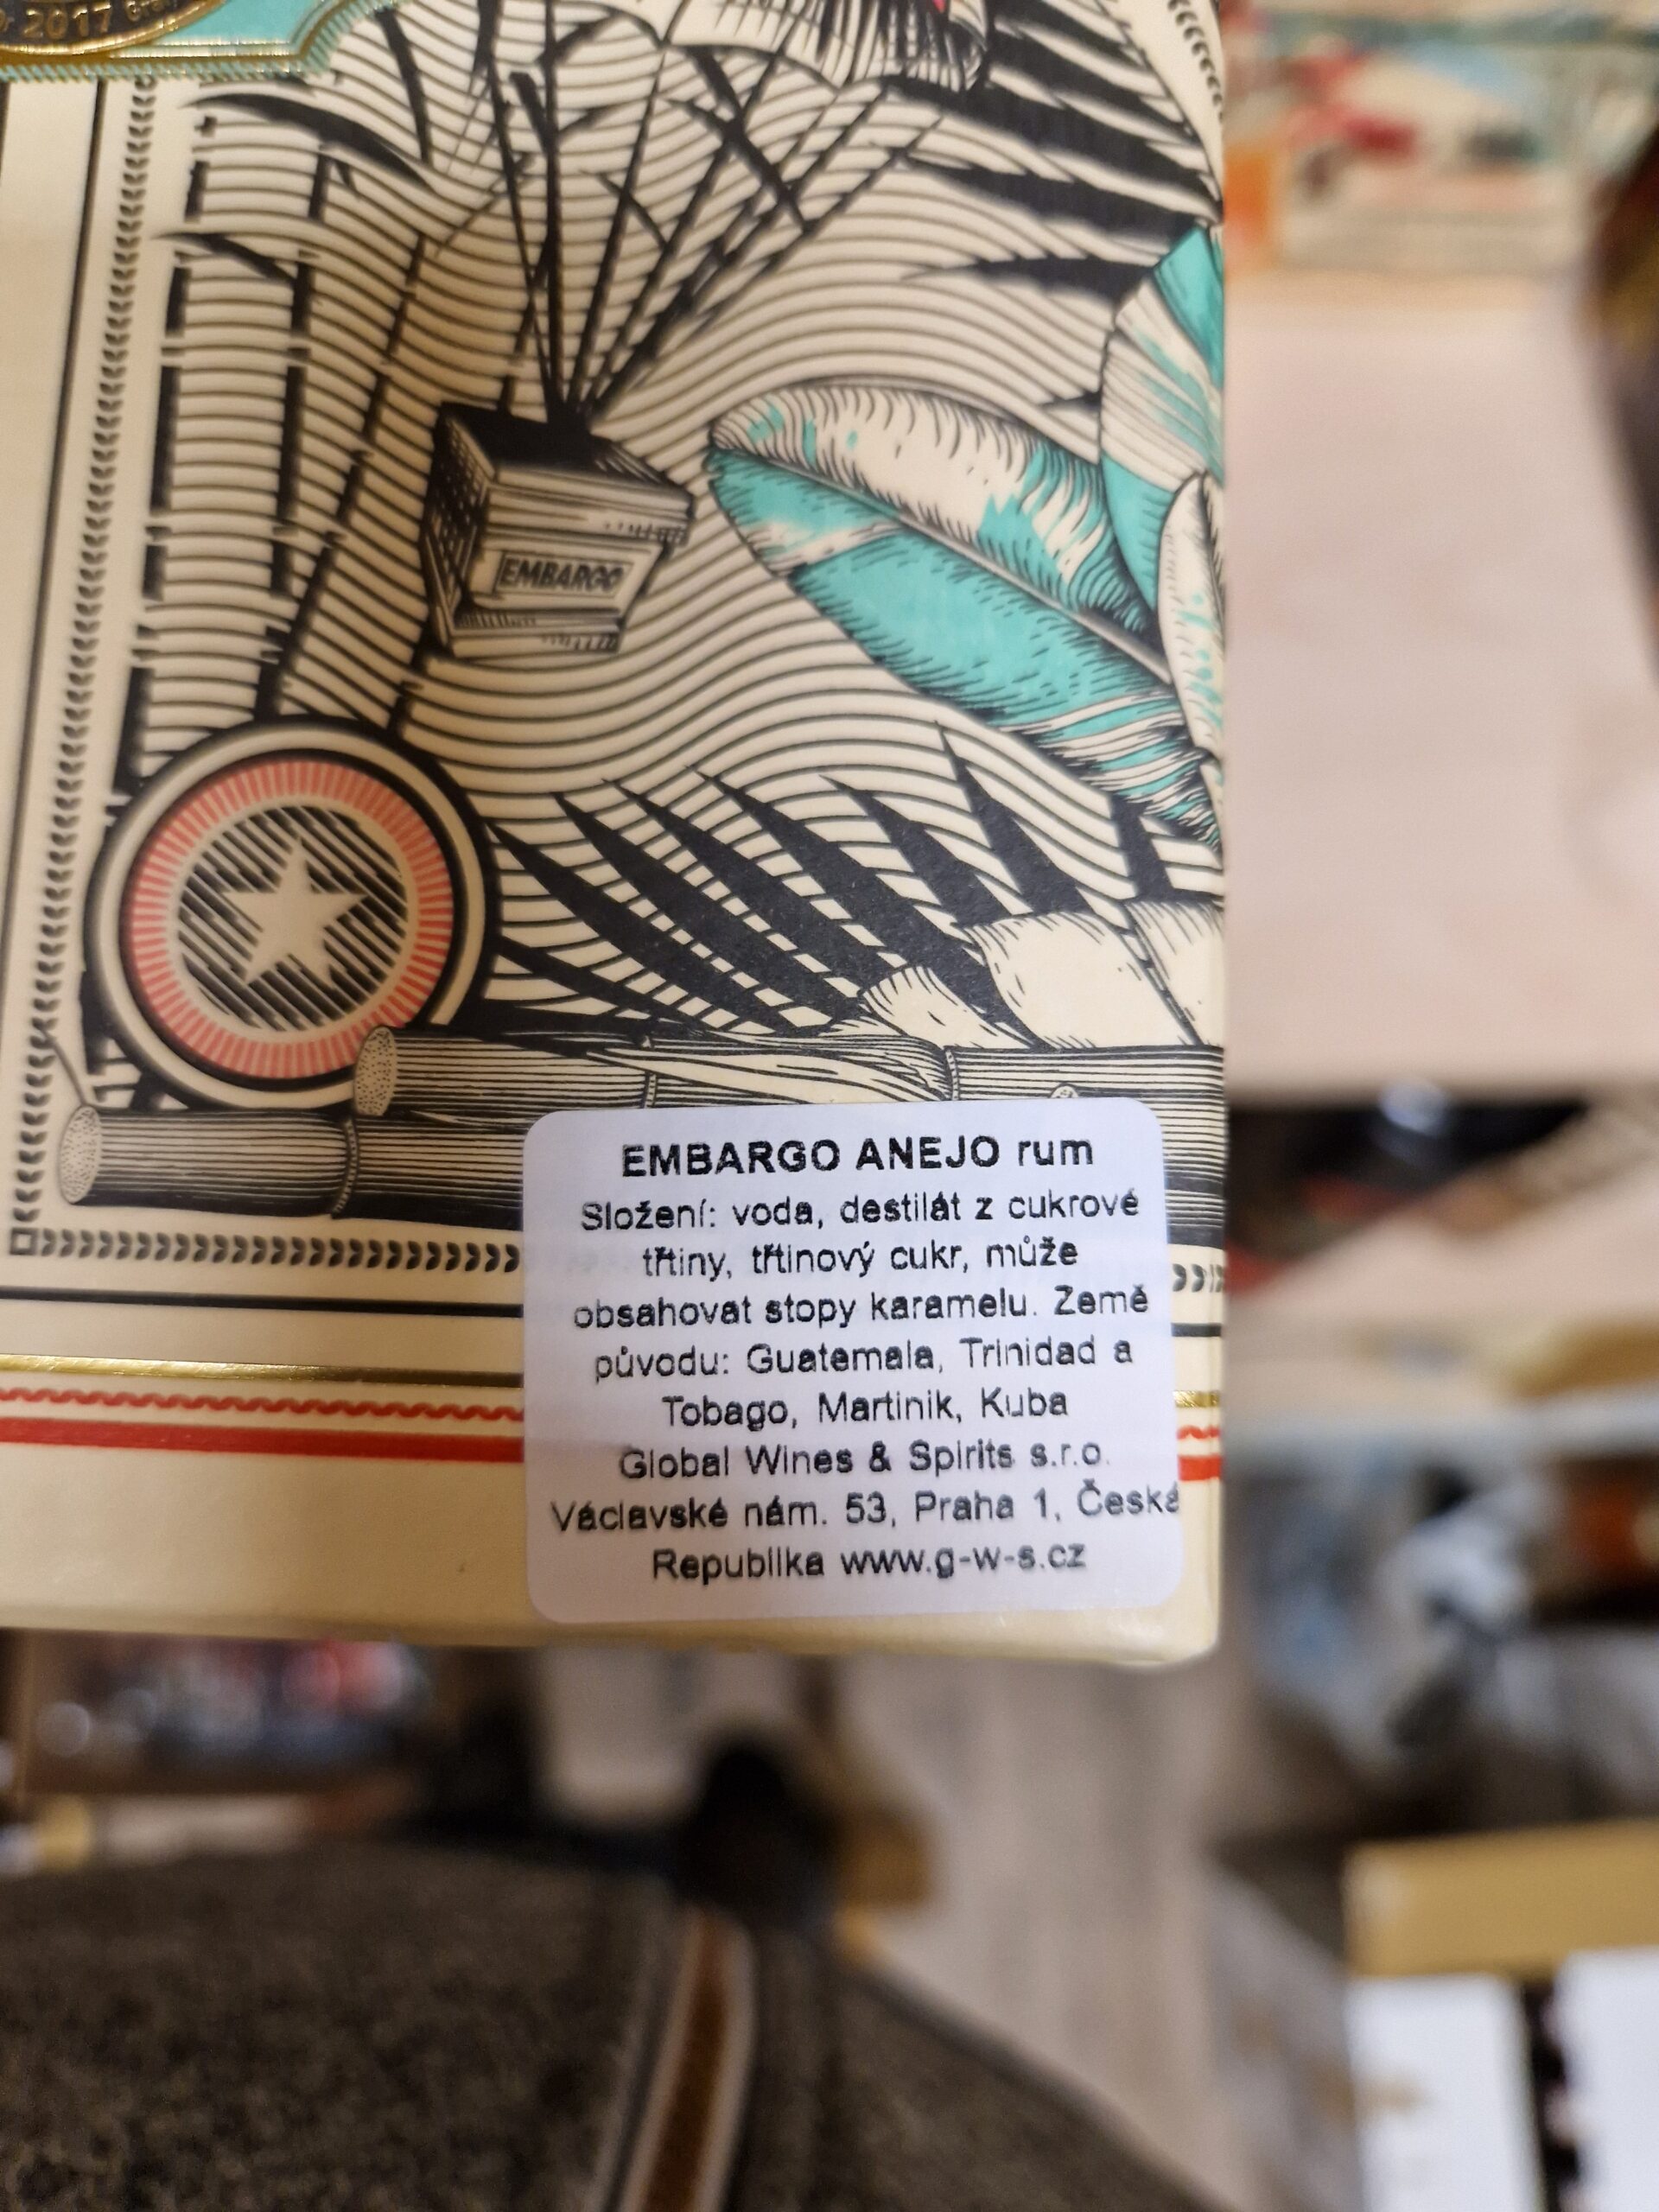 2017
EMBARGO
EMBARGO ANEJO rum
Složení: voda, destilát z cukrové
třtiny, třtinový cukr, může
obsahovat stopy karamelu. Země
původu: Guatemala, Trinidad a
Tobago, Martinik, Kuba
Global Wines & Spirits s.r.o.
Václavské nám. 53, Praha 1, Česká
Republika www.g-w-s.cz